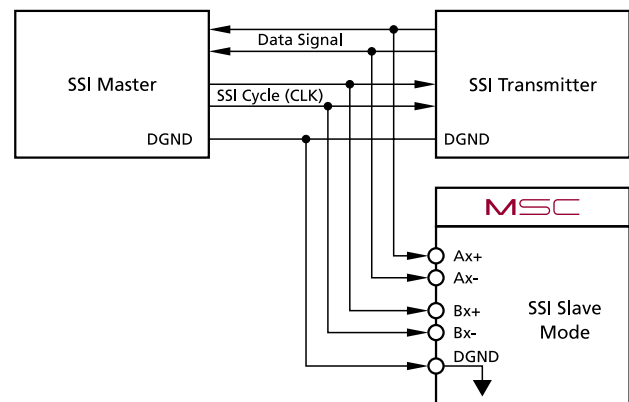 Data Signal
SSI Master
SSI Transmitter
SSI Cycle (CLK)
DGND
DGND
MSC
Ax+
Ax-
Bx+
Bx-
DGND
SSI Slave
Mode